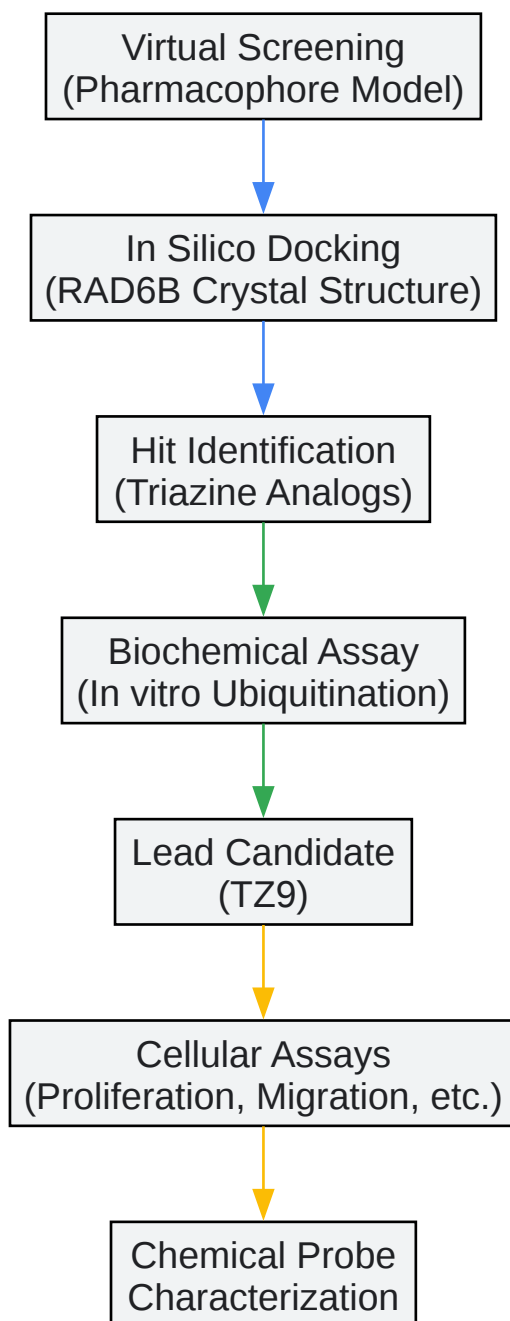 Virtual Screening
(Pharmacophore Model)
In Silico Docking
(RAD6B Crystal Structure)
Hit Identification
(Triazine Analogs)
Biochemical Assay
(In vitro Ubiquitination)
Lead Candidate
(TZ9)
Cellular Assays
(Proliferation, Migration, etc.)
Chemical Probe
Characterization